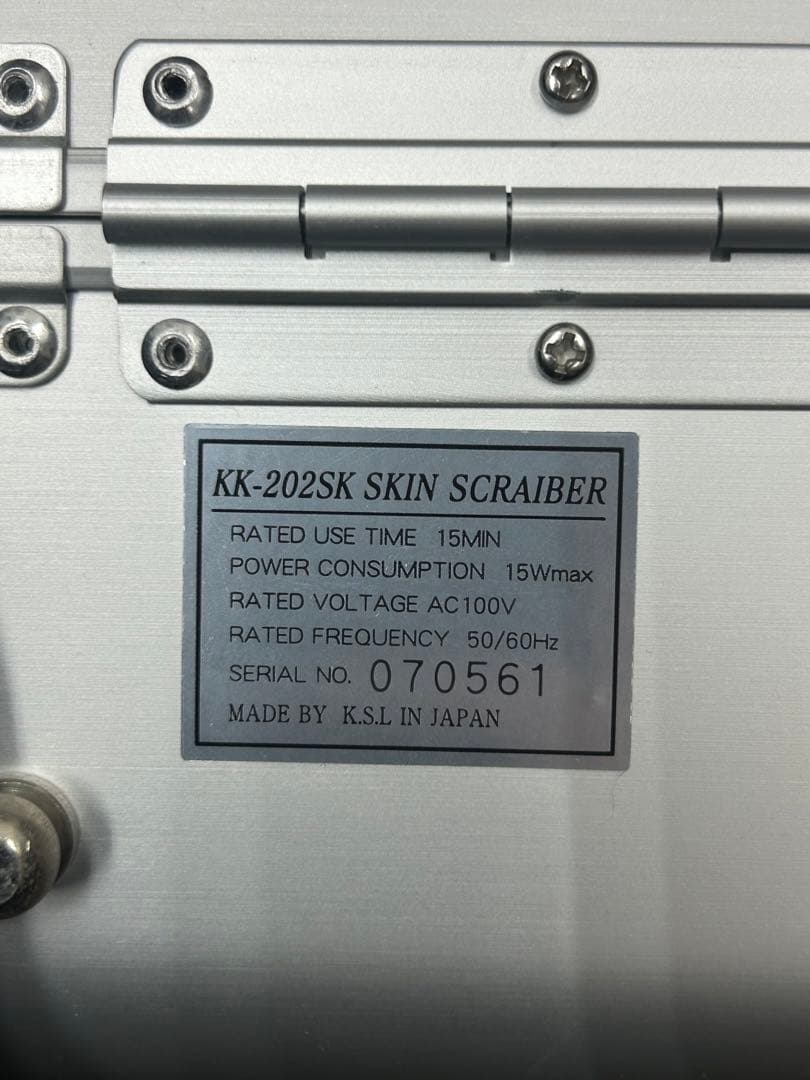 KK-202SK SKIN SCRAIBER
RATED USE TIME 15MIN
POWER CONSUMPTION 15Wmax
RATED VOLTAGE AC100V
RATED FREQUENCY 50/60Hz
SERIAL NO. 070561
MADE BY K.S.L IN JAPAN